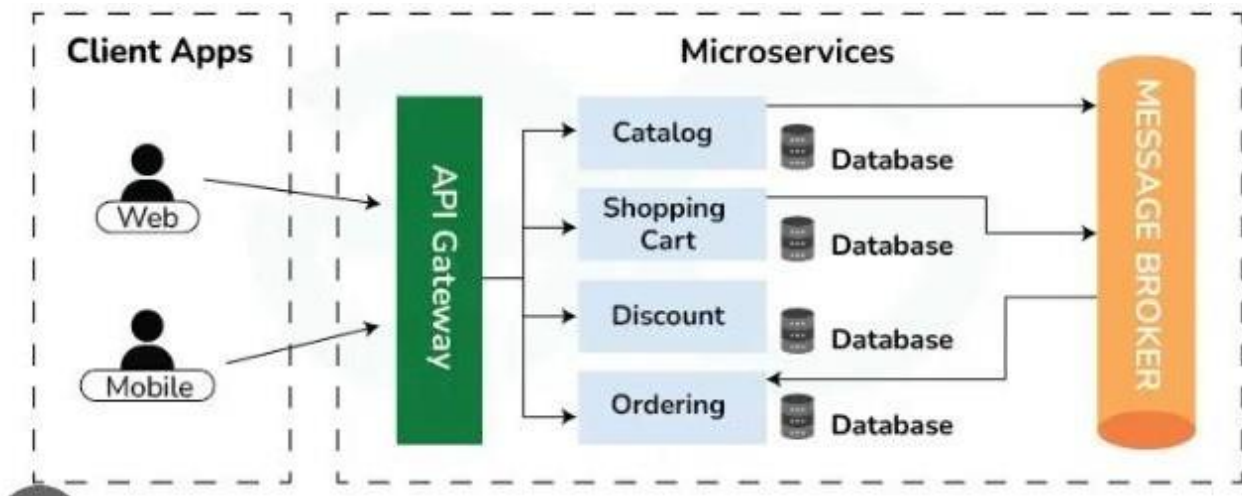 Client Apps
Web
Mobile
Microservices
API Gateway
Catalog
Database
Shopping
Cart
Database
Discount
Database
Ordering
Database
MESSAGE BROKER